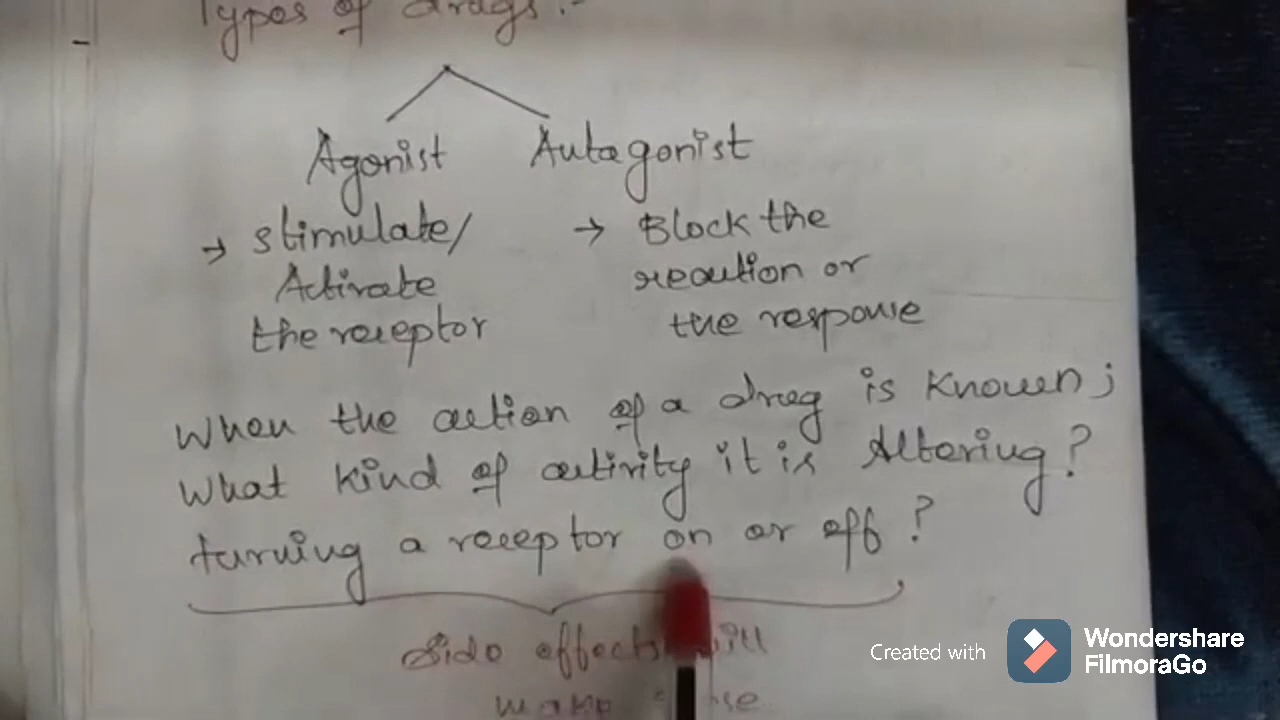 Types of drugs:-
Agonist Antagonist
→ stimulate/ → Block the
Activate reaction or
the receptor the response
When the action of a drug is known;
what kind of activity it is Altering?
turning a receptor on or off?
Side effects will
make
Created with Wondershare
FilmoraGo